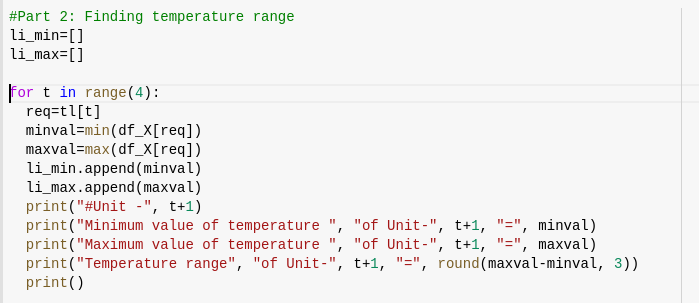 #Part 2: Finding temperature range
li_min=[]
li_max=[]
for t in range(4):
  req=tl[t]
  minval=min(df_X[req])
  maxval=max(df_X[req])
  li_min.append(minval)
  li_max.append(maxval)
  print("#Unit -", t+1)
  print("Minimum value of temperature ", "of Unit-", t+1, "=", minval)
  print("Maximum value of temperature ", "of Unit-", t+1, "=", maxval)
  print("Temperature range", "of Unit-", t+1, "=", round(maxval-minval, 3))
  print()